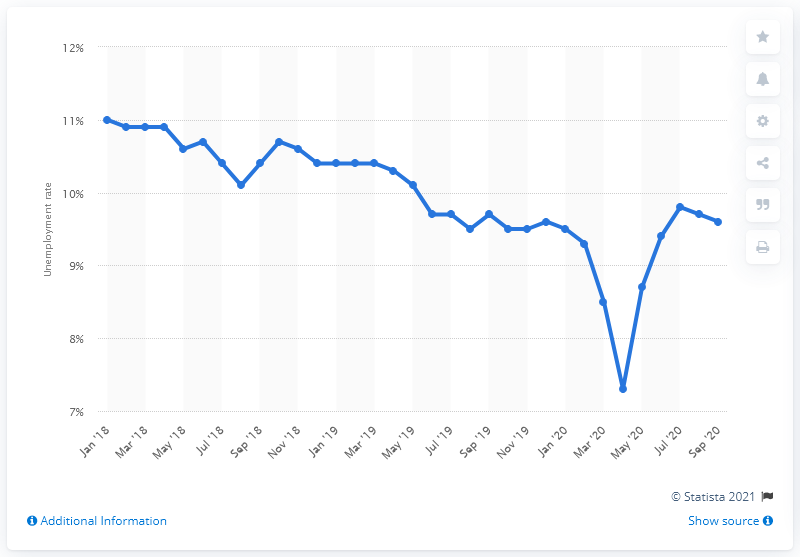 12%
11%
10%
9%
8%
7%
Unemployment rate
Jan '18
Mar '18
May '18
Jul '18
Sep '18
Nov '18
Jan '19
Mar '19
May '19
Jul '19
Sep '19
Nov '19
Jan '20
Mar '20
May '20
Jul '20
Sep '20
© Statista 2021
Additional Information
Show source